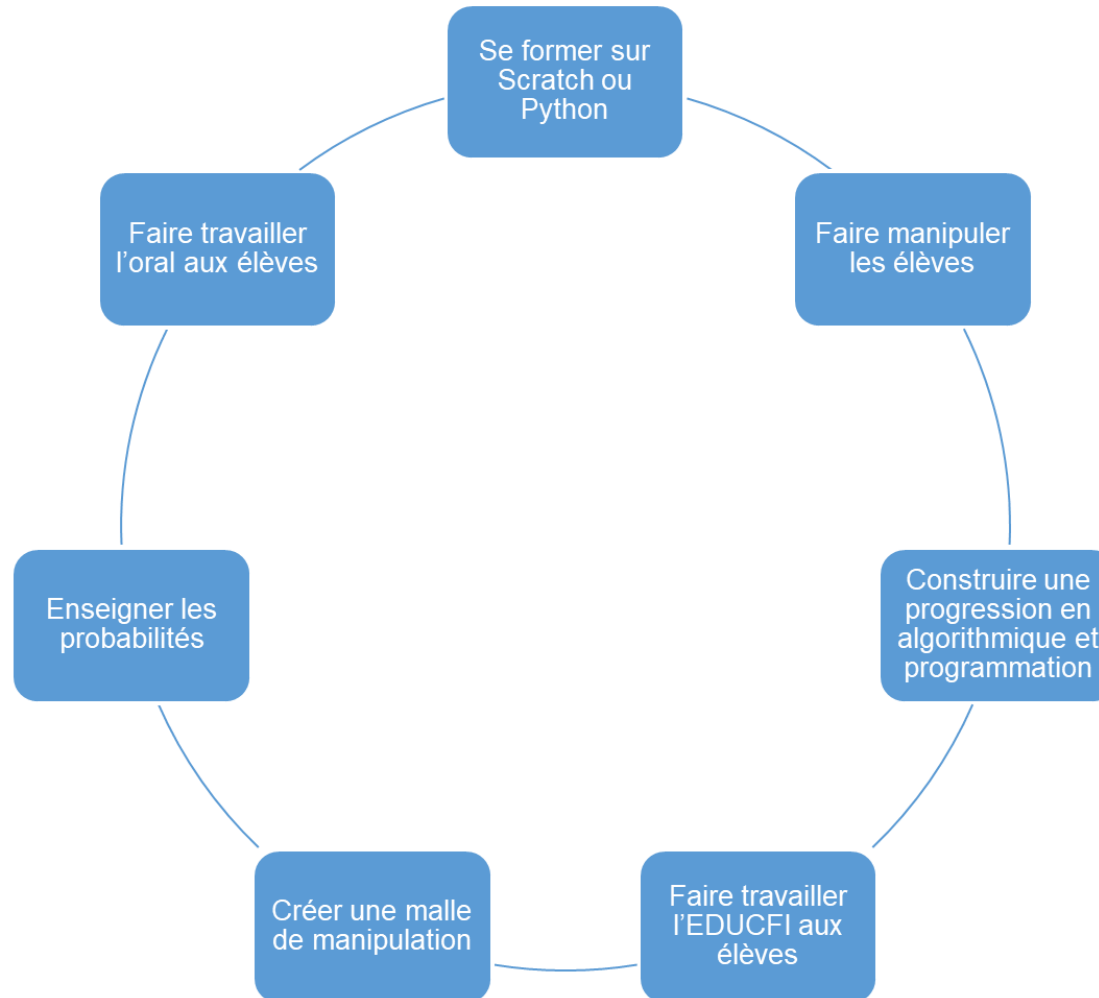 Se former sur
Scratch ou
Python
Faire manipuler
les élèves
Construire une
progression en
algorithmique et
programmation
Faire travailler
l’EDUCFI aux
élèves
Créer une malle
de manipulation
Enseigner les
probabilités
Faire travailler
l’oral aux élèves